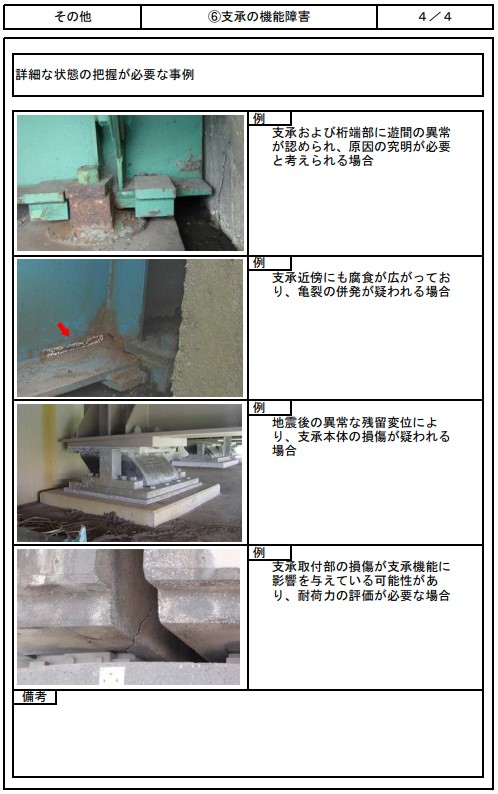 その他
⑥支承の機能障害
４／４
詳細な状態の把握が必要な事例
例
支承および桁端部に遊間の異常
が認められ、原因の究明が必要
と考えられる場合
例
支承近傍にも腐食が広がってお
り、亀裂の併発が疑われる場合
例
地震後の異常な残留変位によ
り、支承本体の損傷が疑われる
場合
例
支承取付部の損傷が支承機能に
影響を与えている可能性があ
り、耐荷力の評価が必要な場合
備考